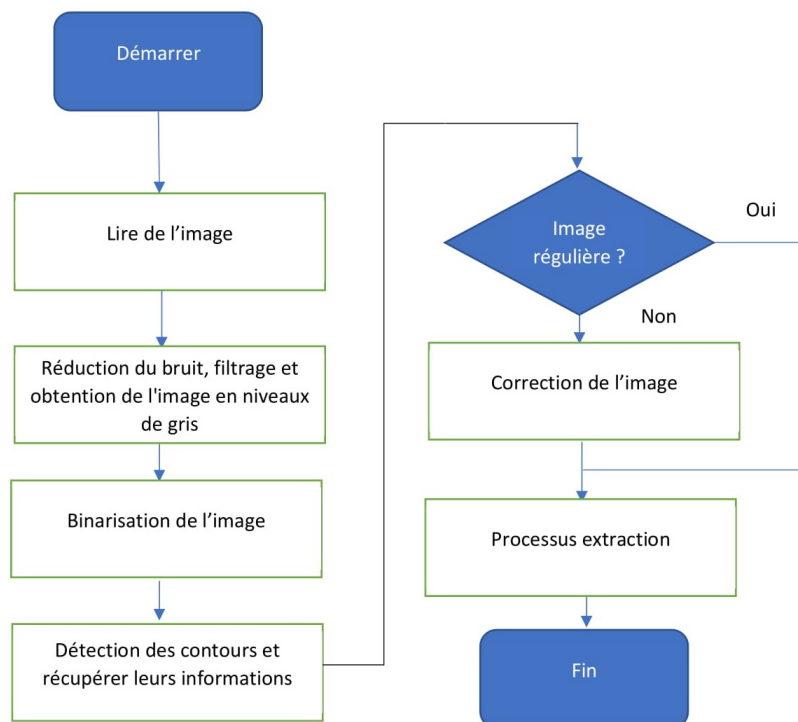 Démarrer
Lire de l’image
Réduction du bruit, filtrage et
obtention de l'image en niveaux
de gris
Binarisation de l’image
Détection des contours et
récupérer leurs informations
Image
régulière ?
Oui
Non
Correction de l’image
Processus extraction
Fin